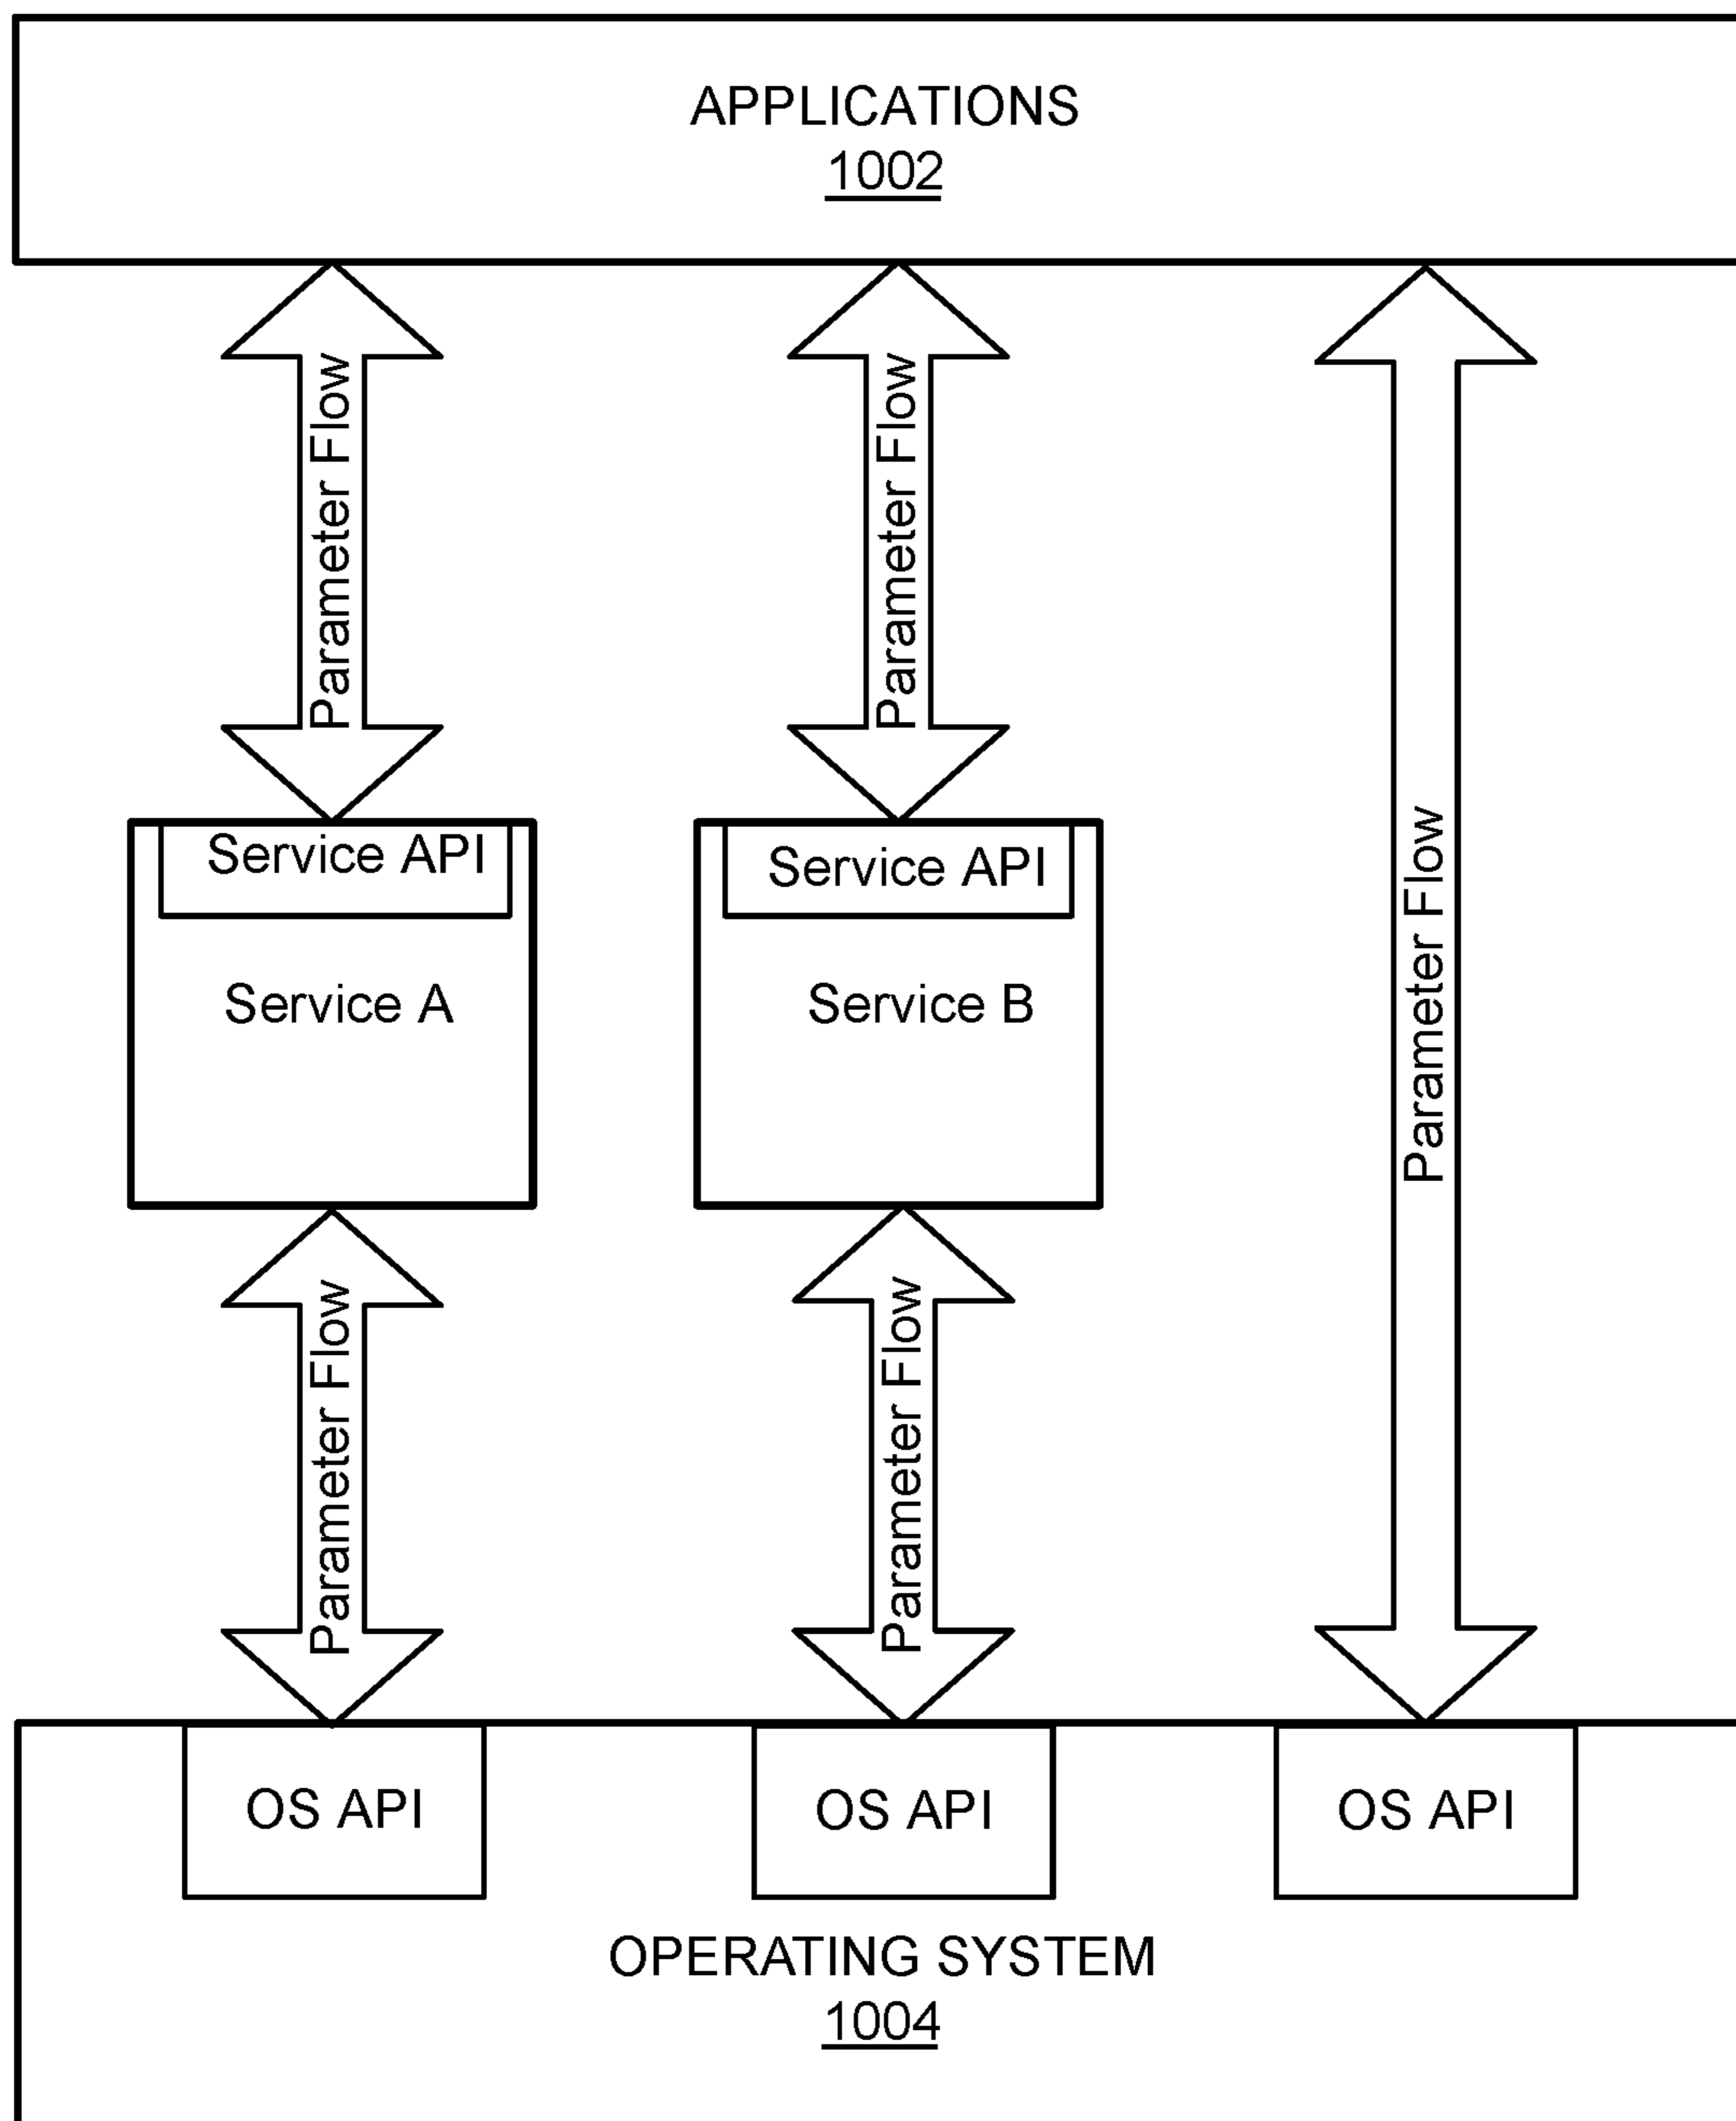 APPLICATIONS
1002
Parameter Flow
Parameter Flow
Parameter Flow
Service API
Service API
Service A
Service B
Parameter Flow
Parameter Flow
OS API
OS API
OS API
OPERATING SYSTEM
1004